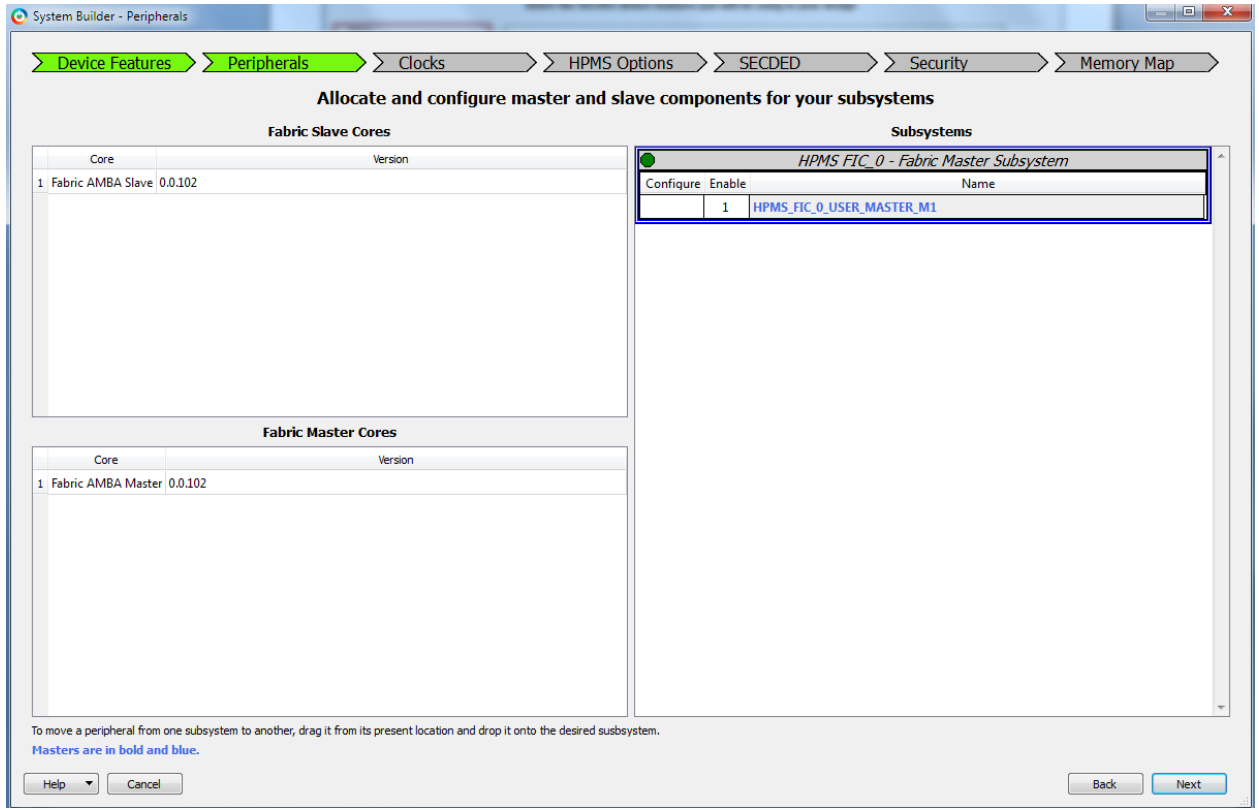 System Builder - Peripherals
Device Features
Peripherals
Clocks
HPMS Options
SECDED
Security
Memory Map
Allocate and configure master and slave components for your subsystems
Fabric Slave Cores
Core Version
1 Fabric AMBA Slave 0.0.102
Fabric Master Cores
Core Version
1 Fabric AMBA Master 0.0.102
Subsystems
HPMS FIC_0 - Fabric Master Subsystem
Configure Enable Name
1 HPMS_FIC_0_USER_MASTER_M1
To move a peripheral from one subsystem to another, drag it from its present location and drop it onto the desired susbsystem.
Masters are in bold and blue.
Help Cancel Back Next